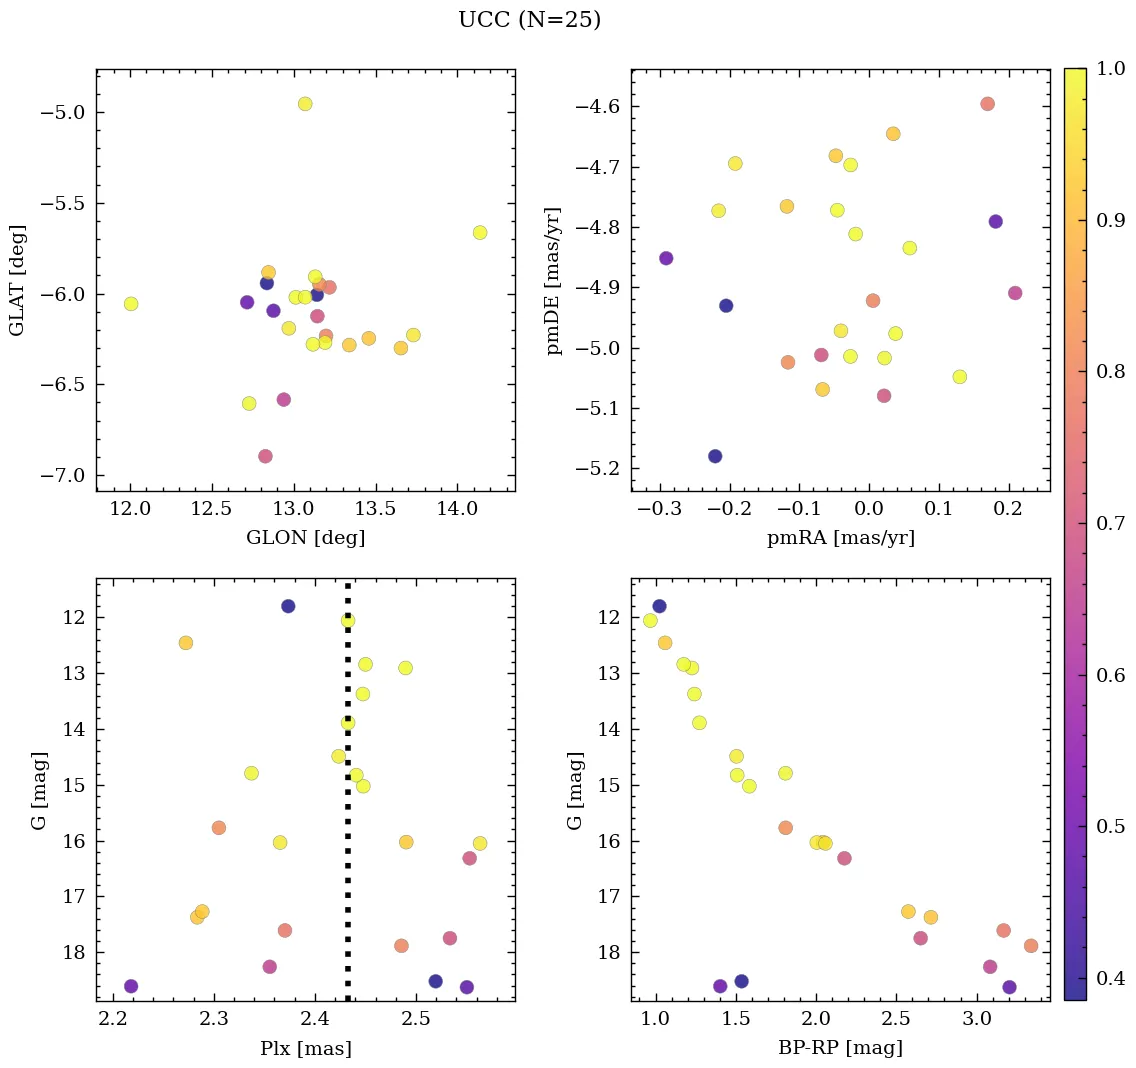 UCC (N=25)
−5.0
−5.5
−6.0
−6.5
−7.0
GLAT [deg]
12.0 12.5 13.0 13.5 14.0
GLON [deg]
−4.6
−4.7
−4.8
−4.9
−5.0
−5.1
−5.2
pmDE [mas/yr]
−0.3 −0.2 −0.1 0.0 0.1 0.2
pmRA [mas/yr]
12
13
14
15
16
17
18
G [mag]
2.2 2.3 2.4 2.5
Plx [mas]
12
13
14
15
16
17
18
G [mag]
1.0 1.5 2.0 2.5 3.0
BP-RP [mag]
1.0
0.9
0.8
0.7
0.6
0.5
0.4